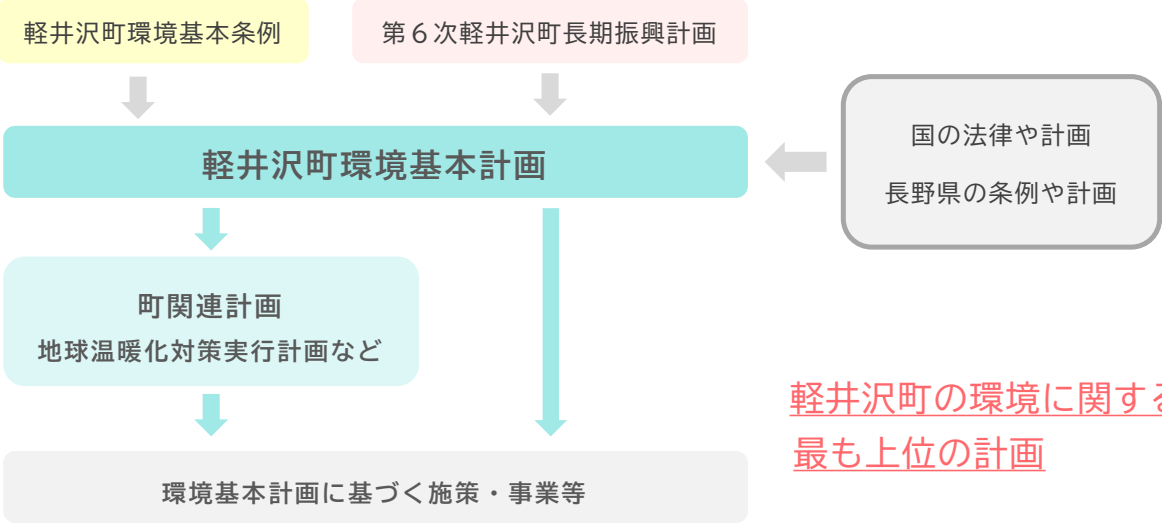 軽井沢町環境基本条例
第６次軽井沢町長期振興計画
国の法律や計画
長野県の条例や計画
軽井沢町環境基本計画
町関連計画
地球温暖化対策実行計画など
軽井沢町の環境に関する
最も上位の計画
環境基本計画に基づく施策・事業等